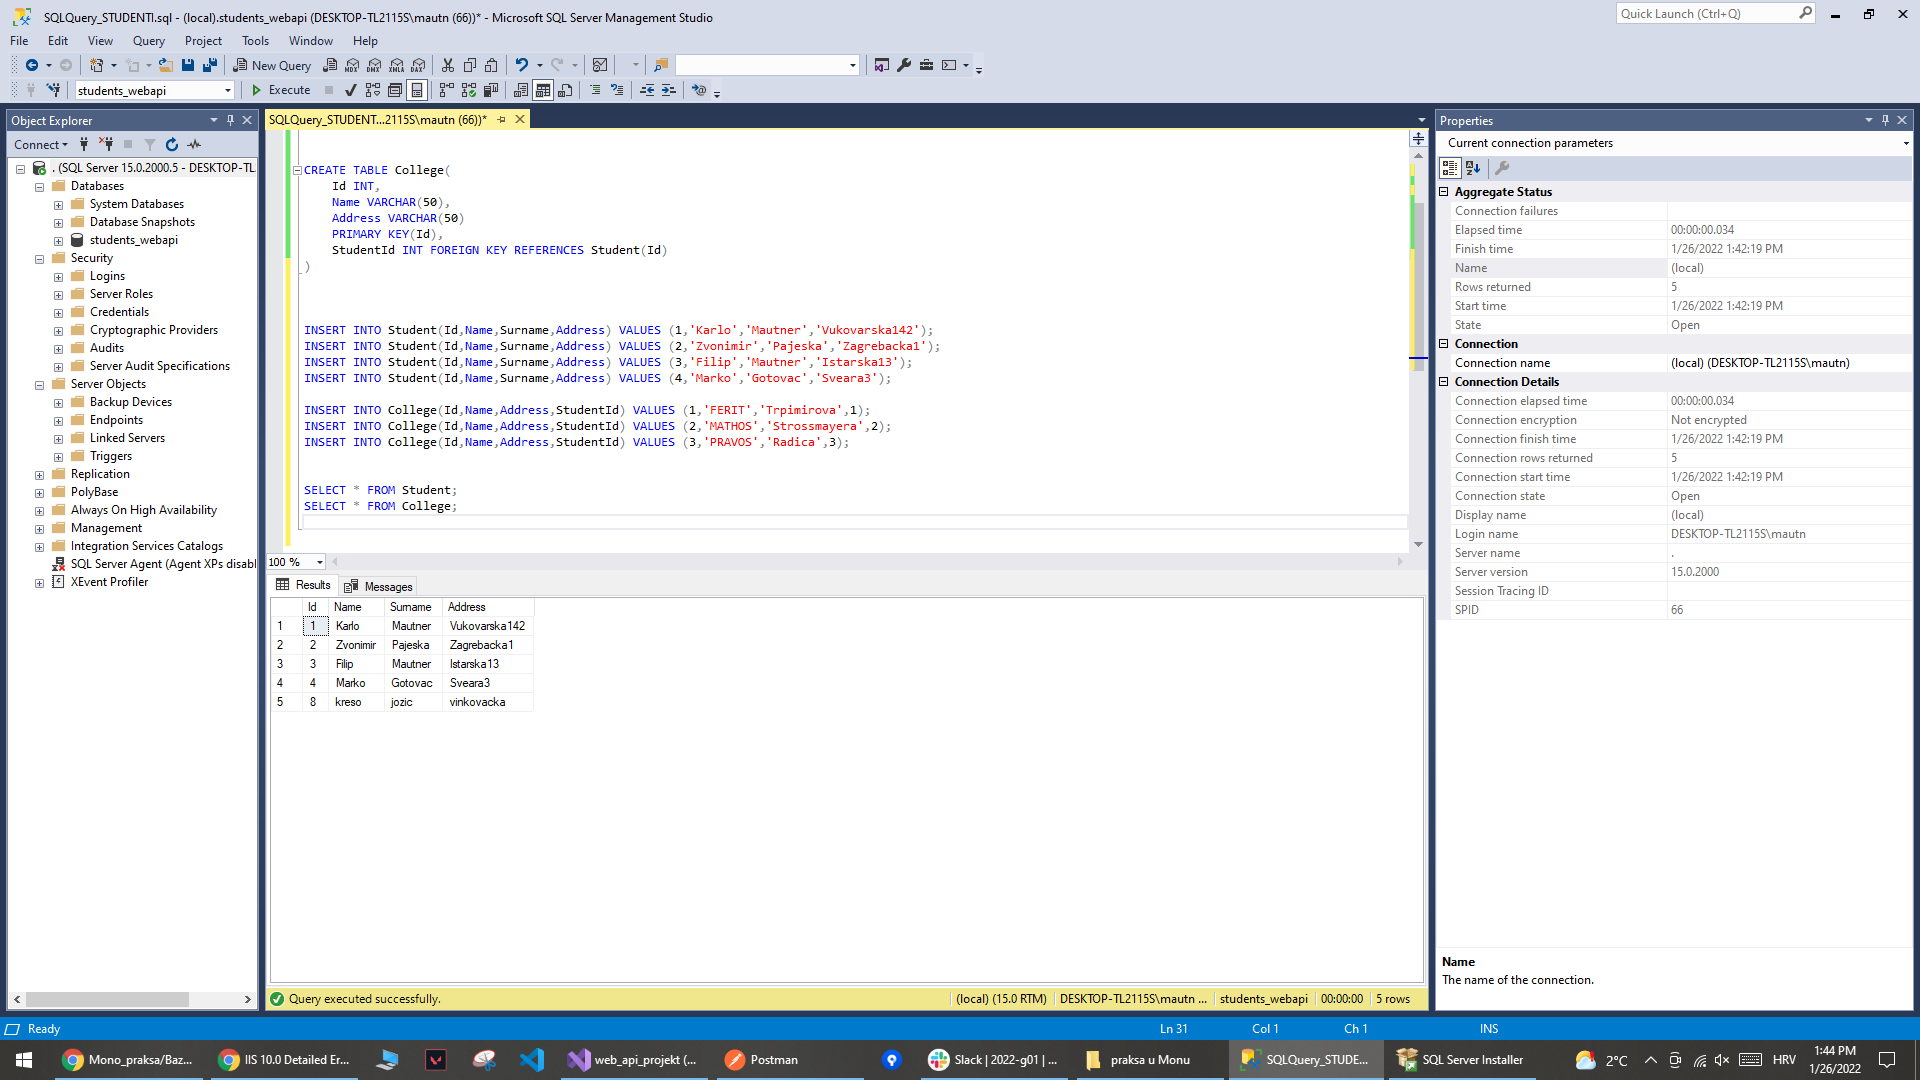 SQLQuery_STUDENTI.sql - (local).students_webapi (DESKTOP-TL2115S\mautn (66))* - Microsoft SQL Server Management Studio
Quick Launch (Ctrl+Q)
File Edit View Query Project Tools Window Help
New Query
MDX DMX XMLA DAX
students_webapi Execute
Object Explorer
Connect
. (SQL Server 15.0.2000.5 - DESKTOP-TL
Databases
System Databases
Database Snapshots
students_webapi
Security
Logins
Server Roles
Credentials
Cryptographic Providers
Audits
Server Audit Specifications
Server Objects
Backup Devices
Endpoints
Linked Servers
Triggers
Replication
PolyBase
Always On High Availability
Management
Integration Services Catalogs
SQL Server Agent (Agent XPs disabl
XEvent Profiler
SQLQuery_STUDENT...2115S\mautn (66))*
CREATE TABLE College(
Id INT,
Name VARCHAR(50),
Address VARCHAR(50)
PRIMARY KEY(Id),
StudentId INT FOREIGN KEY REFERENCES Student(Id)
)
INSERT INTO Student(Id,Name,Surname,Address) VALUES (1,'Karlo','Mautner','Vukovarska142');
INSERT INTO Student(Id,Name,Surname,Address) VALUES (2,'Zvonimir','Pajeska','Zagrebacka1');
INSERT INTO Student(Id,Name,Surname,Address) VALUES (3,'Filip','Mautner','Istarska13');
INSERT INTO Student(Id,Name,Surname,Address) VALUES (4,'Marko','Gotovac','Sveara3');
INSERT INTO College(Id,Name,Address,StudentId) VALUES (1,'FERIT','Trpimirova',1);
INSERT INTO College(Id,Name,Address,StudentId) VALUES (2,'MATHOS','Strossmayera',2);
INSERT INTO College(Id,Name,Address,StudentId) VALUES (3,'PRAVOS','Radica',3);
SELECT * FROM Student;
SELECT * FROM College;
100 %
Results Messages
Id Name Surname Address
1 1 Karlo Mautner Vukovarska142
2 2 Zvonimir Pajeska Zagrebacka1
3 3 Filip Mautner Istarska13
4 4 Marko Gotovac Sveara3
5 8 kreso jozic vinkovacka
Query executed successfully.
(local) (15.0 RTM) DESKTOP-TL2115S\mautn ... students_webapi 00:00:00 5 rows
Properties
Current connection parameters
Aggregate Status
Connection failures
Elapsed time 00:00:00.034
Finish time 1/26/2022 1:42:19 PM
Name (local)
Rows returned 5
Start time 1/26/2022 1:42:19 PM
State Open
Connection
Connection name (local) (DESKTOP-TL2115S\mautn)
Connection Details
Connection elapsed time 00:00:00.034
Connection encryption Not encrypted
Connection finish time 1/26/2022 1:42:19 PM
Connection rows returned 5
Connection start time 1/26/2022 1:42:19 PM
Connection state Open
Display name (local)
Login name DESKTOP-TL2115S\mautn
Server name .
Server version 15.0.2000
Session Tracing ID
SPID 66
Name
The name of the connection.
Ready Ln 31 Col 1 Ch 1 INS
Mono_praksa/Baz... IIS 10.0 Detailed Er... web_api_projekt (... Postman Slack | 2022-g01 | ... praksa u Monu SQLQuery_STUDE... SQL Server Installer 2°C HRV 1:44 PM
1/26/2022